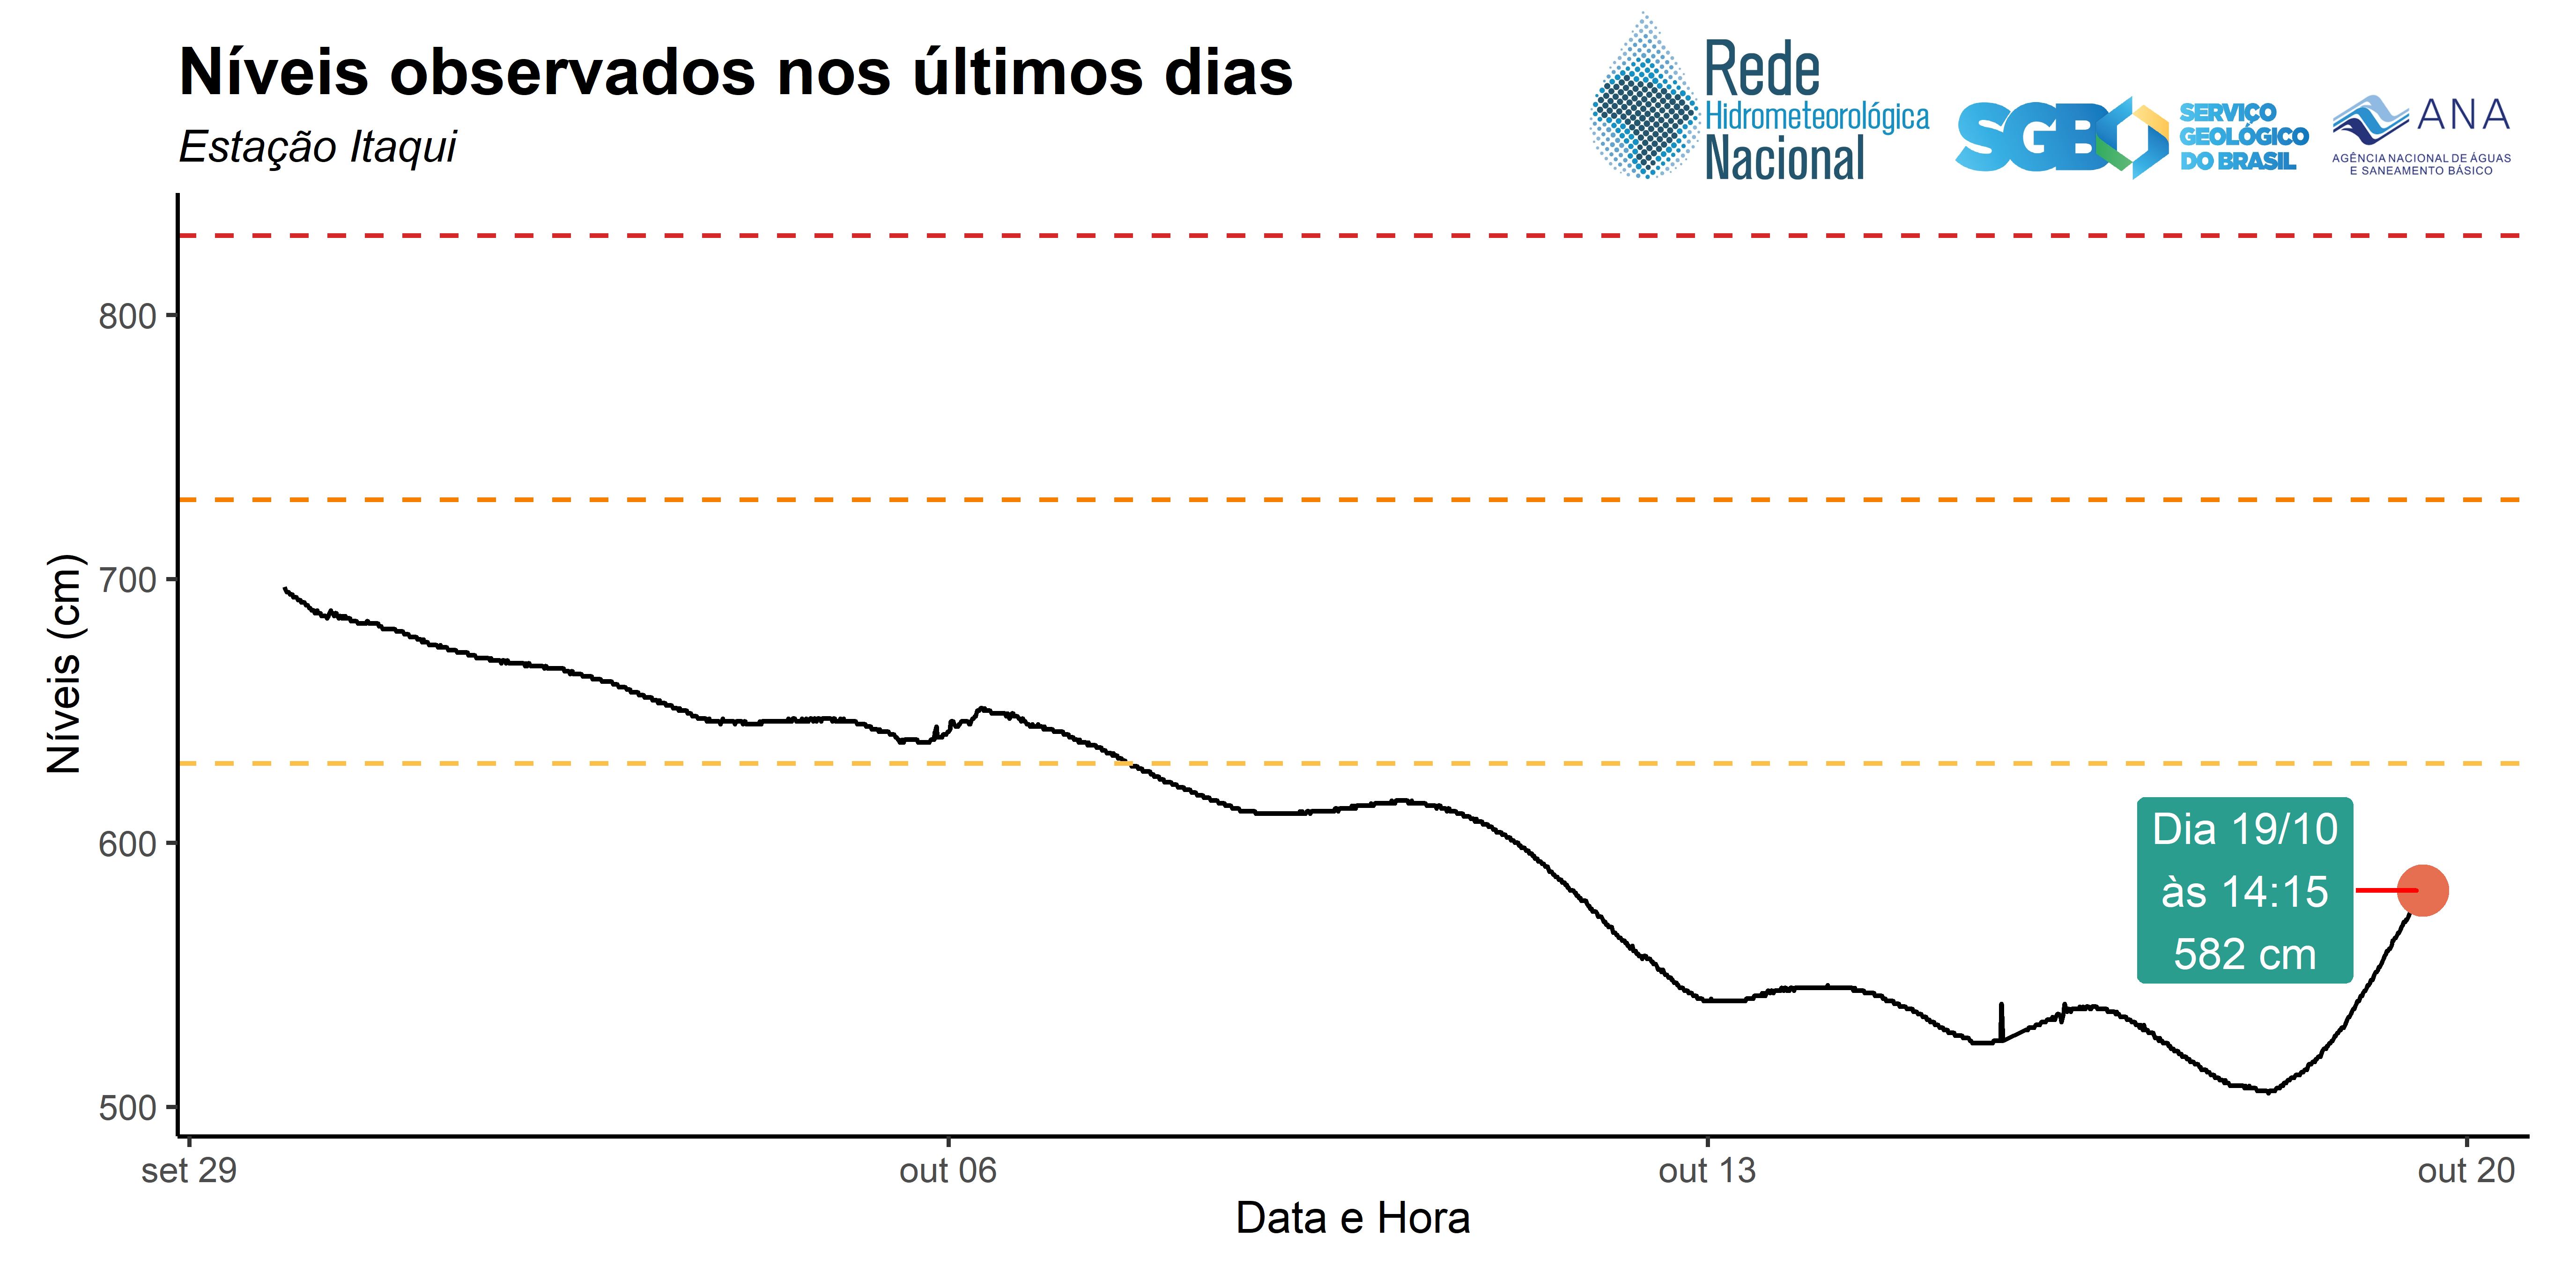 Níveis observados nos últimos dias
Estação Itaqui
Rede
Hidrometeorológica
Nacional
SGB
SERVIÇO
GEOLÓGICO
DO BRASIL
ANA
AGÊNCIA NACIONAL DE ÁGUAS
E SANEAMENTO BÁSICO
Níveis (cm)
800
700
600
500
Dia 19/10
às 14:15
582 cm
set 29
out 06
out 13
out 20
Data e Hora